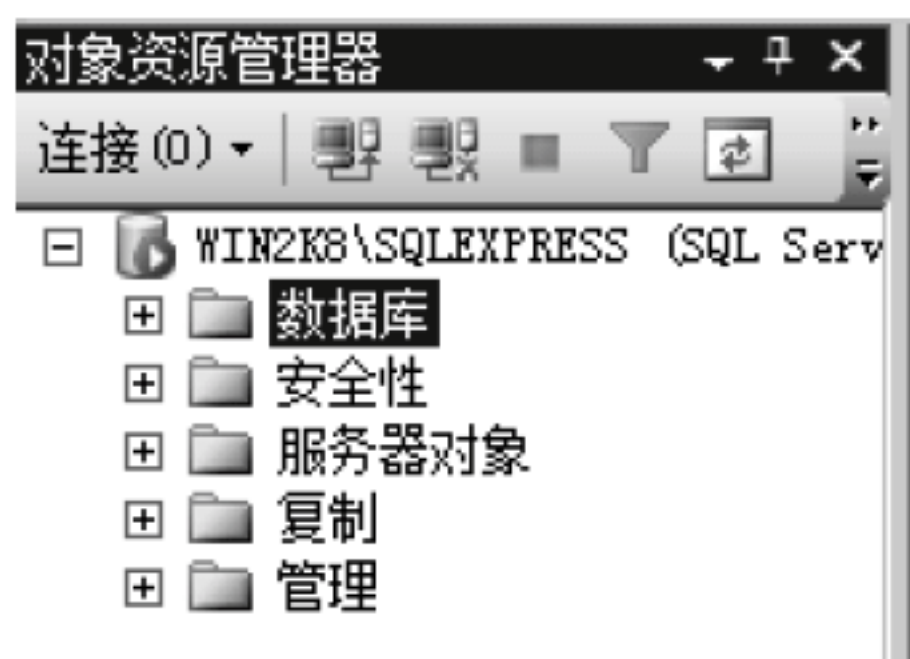 对象资源管理器
连接(O)
WIN2K8\SQLEXPRESS (SQL Serv
数据库
安全性
服务器对象
复制
管理